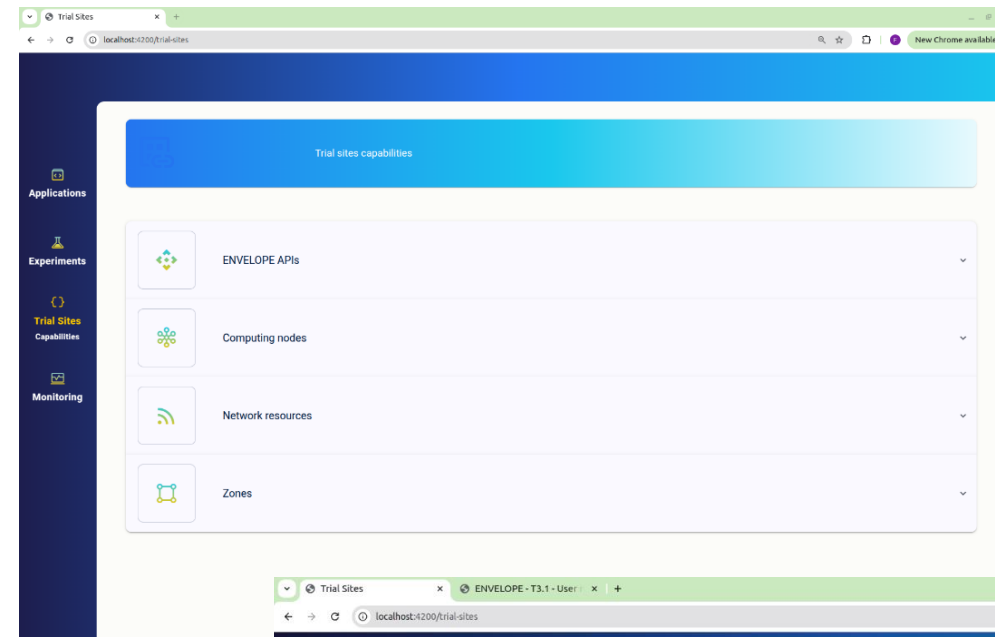 Trial Sites
localhost:4200/trial-sites
New Chrome available
Trial sites capabilities
Applications
Experiments
Trial Sites
Capabilities
Monitoring
ENVELOPE APIs
Computing nodes
Network resources
Zones
Trial Sites
ENVELOPE - T3.1 - User
localhost:4200/trial-sites